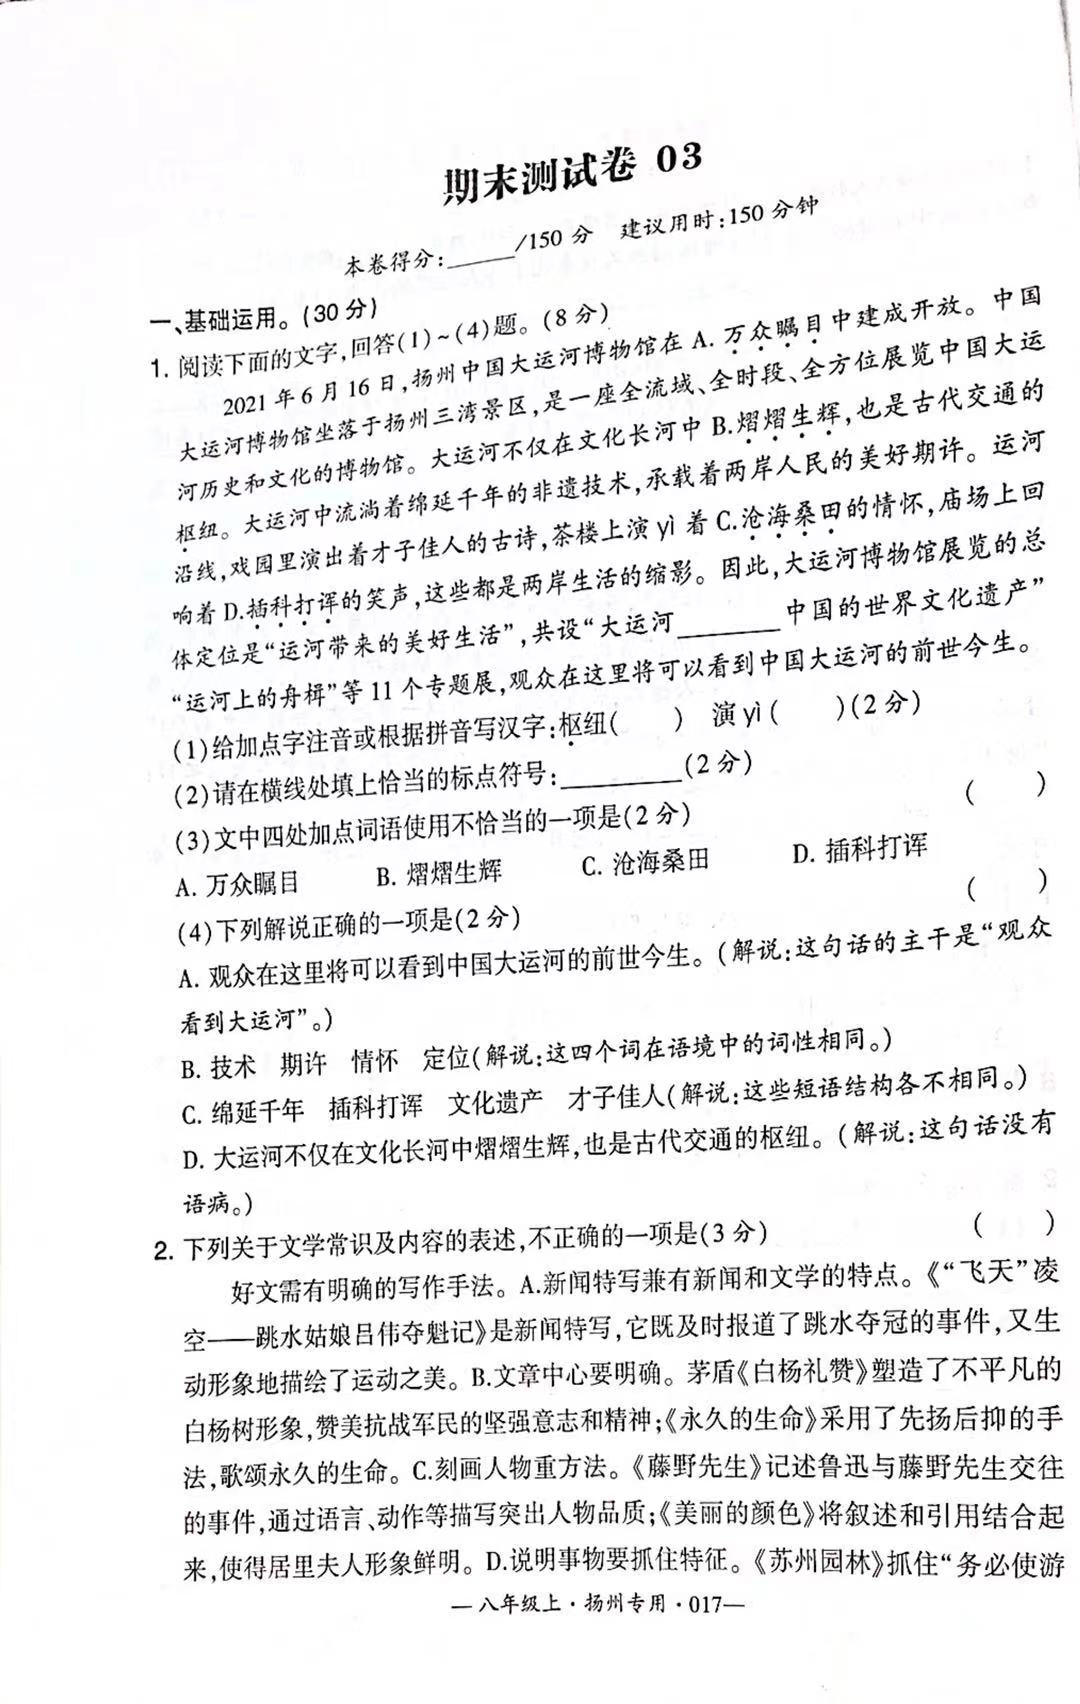 期末测试卷 03
本卷得分:_____/150分 建议用时:150分钟
一、基础运用。(30分)
1. 阅读下面的文字,回答(1)~(4)题。(8分)
2021年6月16日,扬州中国大运河博物馆在 A. 万众瞩目中建成开放。中国
大运河博物馆坐落于扬州三湾景区,是一座全流域、全时段、全方位展览中国大运
河历史和文化的博物馆。大运河不仅在文化长河中 B.熠熠生辉,也是古代交通的
枢纽。大运河中流淌着绵延千年的非遗技术,承载着两岸人民的美好期许。运河
沿线,戏园里演出着才子佳人的古诗,茶楼上演 yì 着 C.沧海桑田的情怀,庙场上回
响着 D.插科打诨的笑声,这些都是两岸生活的缩影。因此,大运河博物馆展览的总
体定位是“运河带来的美好生活”,共设“大运河________中国的世界文化遗产”
“运河上的舟楫”等 11 个专题展,观众在这里将可以看到中国大运河的前世今生。
(1)给加点字注音或根据拼音写汉字:枢纽(  ) 演 yì(  )(2分)
(2)请在横线处填上恰当的标点符号:_________(2分)
(3)文中四处加点词语使用不恰当的一项是(2分) (  )
A. 万众瞩目 B. 熠熠生辉 C. 沧海桑田 D. 插科打诨
(4)下列解说正确的一项是(2分) (  )
A. 观众在这里将可以看到中国大运河的前世今生。(解说:这句话的主干是“观众
看到大运河”。)
B. 技术 期许 情怀 定位(解说:这四个词在语境中的词性相同。)
C. 绵延千年 插科打诨 文化遗产 才子佳人(解说:这些短语结构各不相同。)
D. 大运河不仅在文化长河中熠熠生辉,也是古代交通的枢纽。(解说:这句话没有
语病。)
2. 下列关于文学常识及内容的表述,不正确的一项是(3分) (  )
好文需有明确的写作手法。A.新闻特写兼有新闻和文学的特点。《“飞天”凌
空——跳水姑娘吕伟夺魁记》是新闻特写,它既及时报道了跳水夺冠的事件,又生
动形象地描绘了运动之美。B.文章中心要明确。茅盾《白杨礼赞》塑造了不平凡的
白杨树形象,赞美抗战军民的坚强意志和精神;《永久的生命》采用了先扬后抑的手
法,歌颂永久的生命。C.刻画人物重方法。《藤野先生》记述鲁迅与藤野先生交往
的事件,通过语言、动作等描写突出人物品质;《美丽的颜色》将叙述和引用结合起
来,使得居里夫人形象鲜明。D.说明事物要抓住特征。《苏州园林》抓住“务必使游
— 八年级上·扬州专用·017—